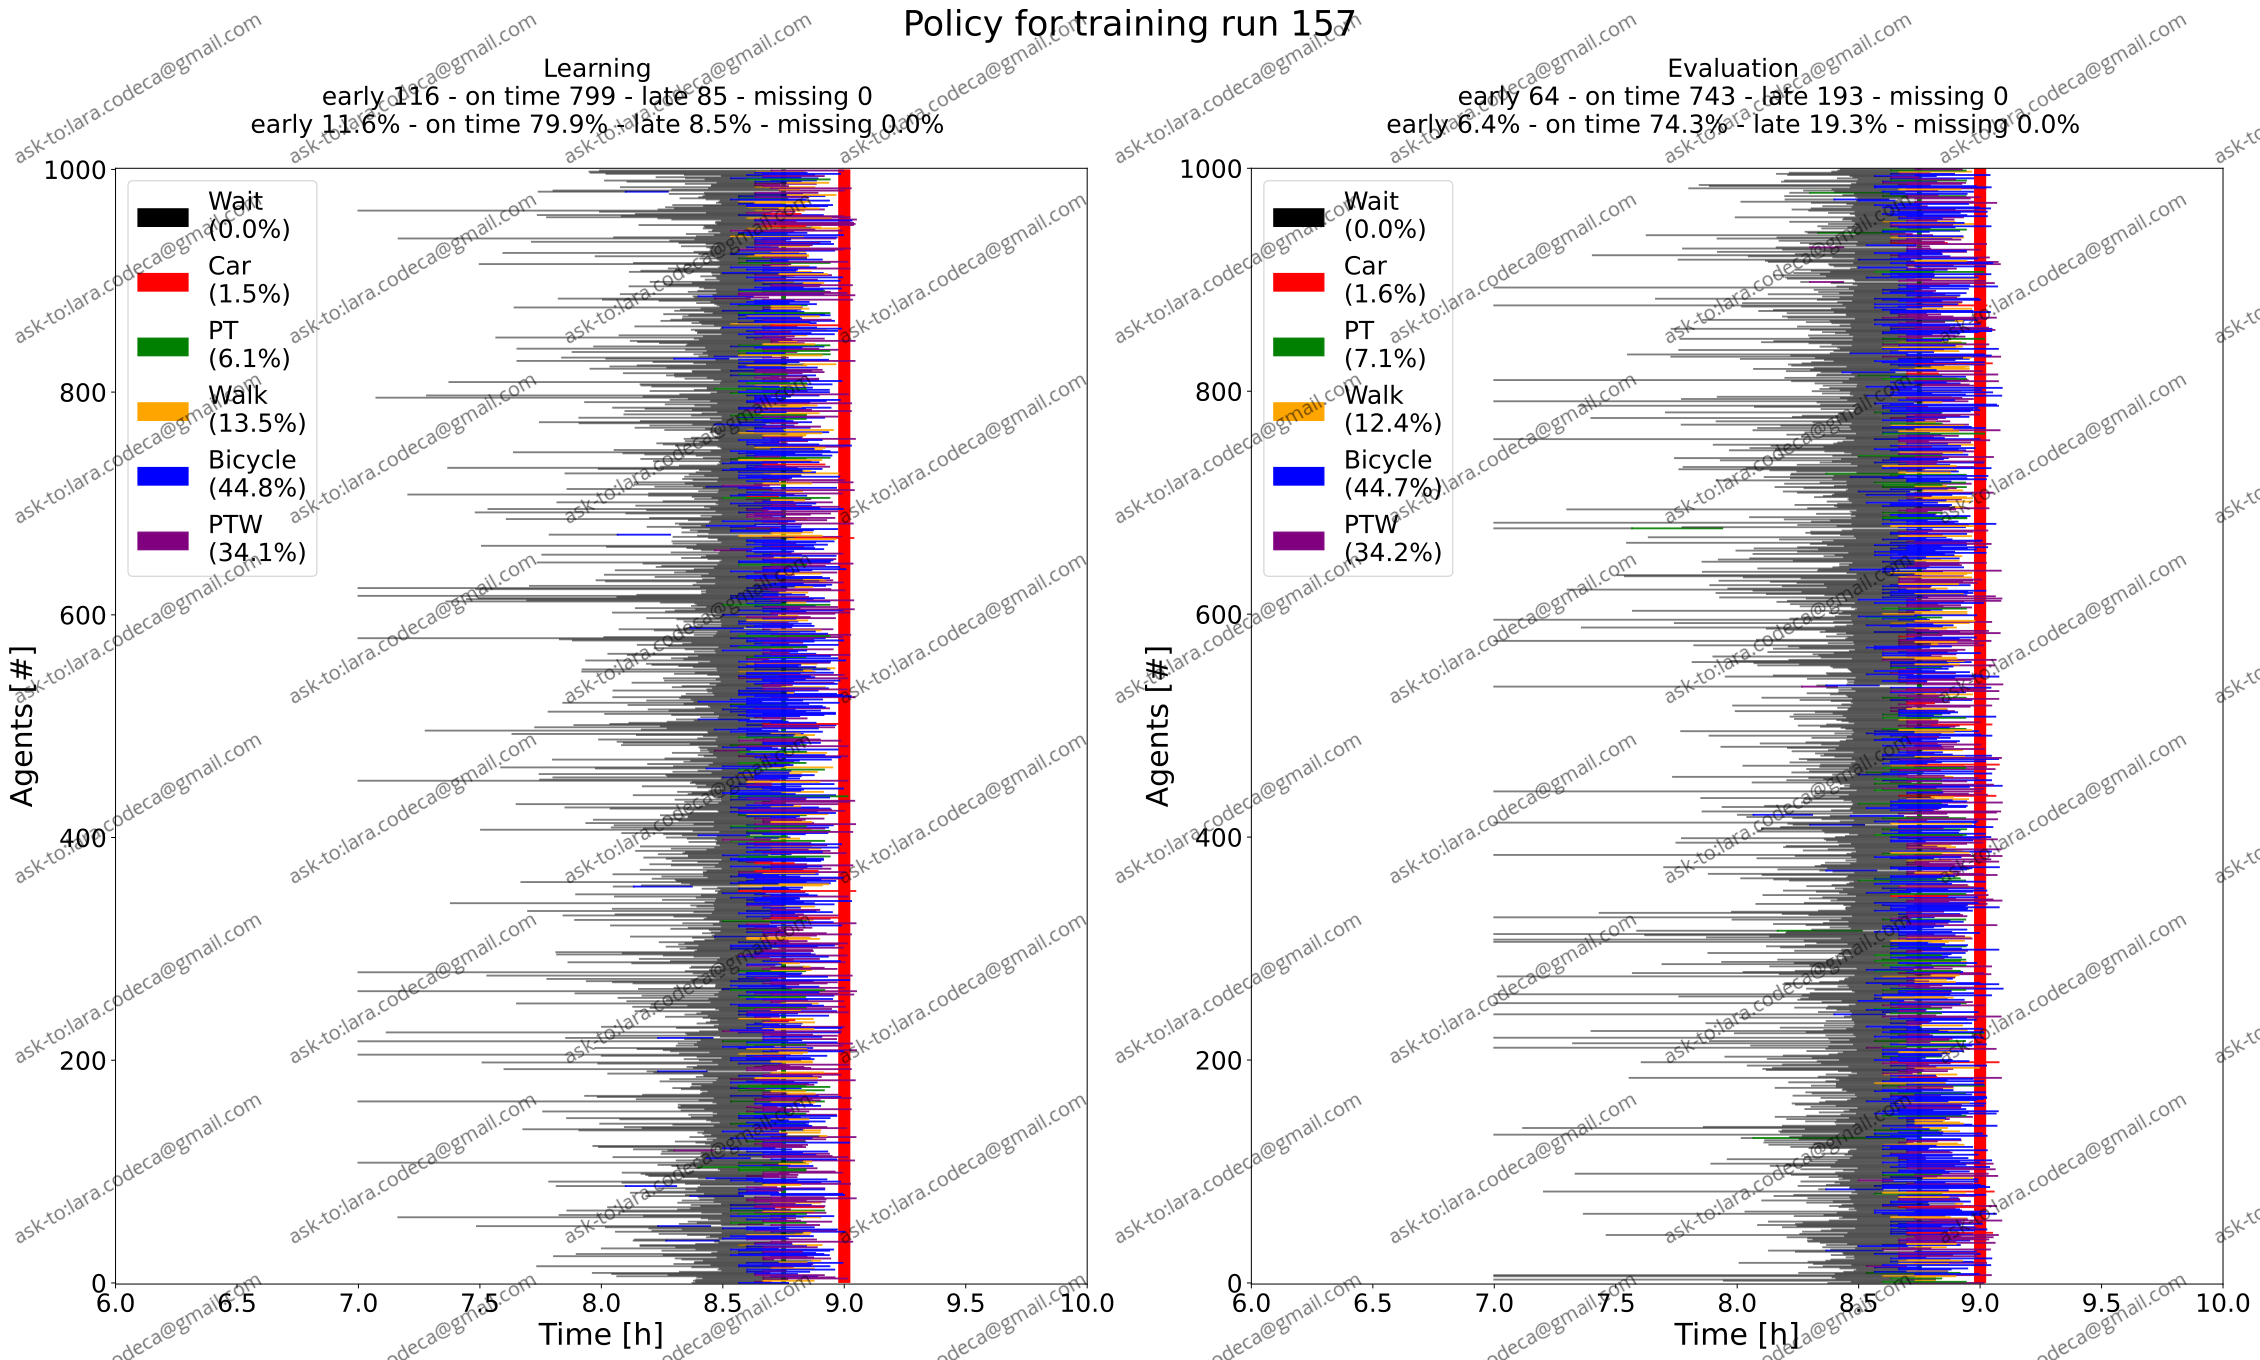 Policy for training run 157
Learning
early 116 - on time 799 - late 85 - missing 0
early 11.6% - on time 79.9% - late 8.5% - missing 0.0%
1000
800
600
400
200
0
Agents [#]
Wait
(0.0%)
Car
(1.5%)
PT
(6.1%)
Walk
(13.5%)
Bicycle
(44.8%)
PTW
(34.1%)
6.0 6.5 7.0 7.5 8.0 8.5 9.0 9.5 10.0
Time [h]
Evaluation
early 64 - on time 743 - late 193 - missing 0
early 6.4% - on time 74.3% - late 19.3% - missing 0.0%
1000
800
600
400
200
0
Agents [#]
Wait
(0.0%)
Car
(1.6%)
PT
(7.1%)
Walk
(12.4%)
Bicycle
(44.7%)
PTW
(34.2%)
6.0 6.5 7.0 7.5 8.0 8.5 9.0 9.5 10.0
Time [h]
ask-to:lara.codeca@gmail.com